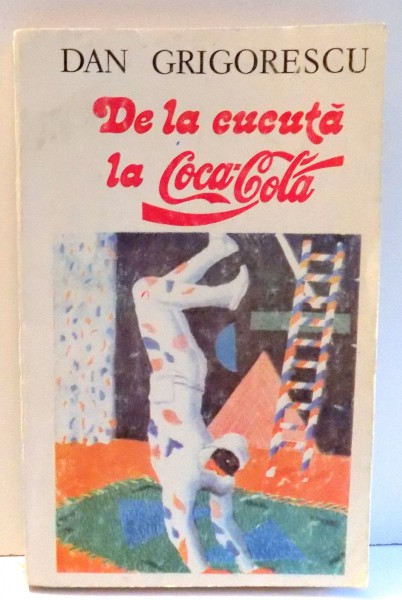 DAN GRIGORESCU
De la cucută
la Coca-Cola